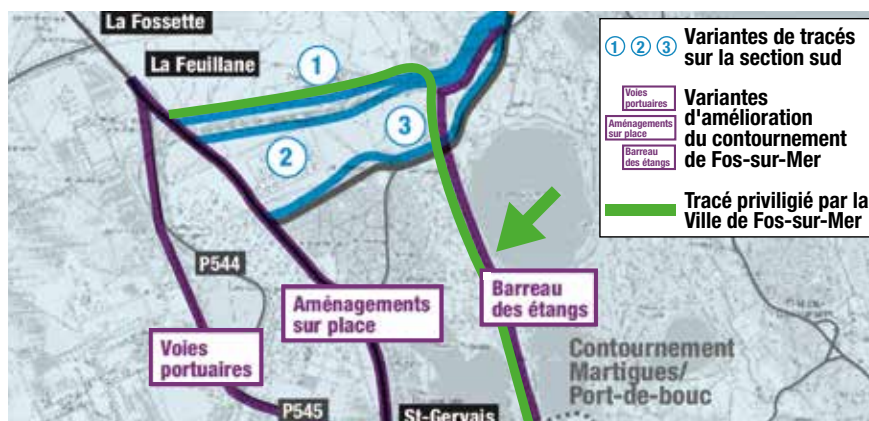 La Fossette
La Feuillane
1
2
3
P544
Aménagements
sur place
Barreau
des étangs
Voies
portuaires
P545
St-Gervais
Contournement
Martigues/
Port-de-bouc
1 2 3
Variantes de tracés
sur la section sud
Voies
portuaires
Aménagements
sur place
Barreau
des étangs
Variantes
d'amélioration
du contournement
de Fos-sur-Mer
Tracé priviligié par la
Ville de Fos-sur-Mer